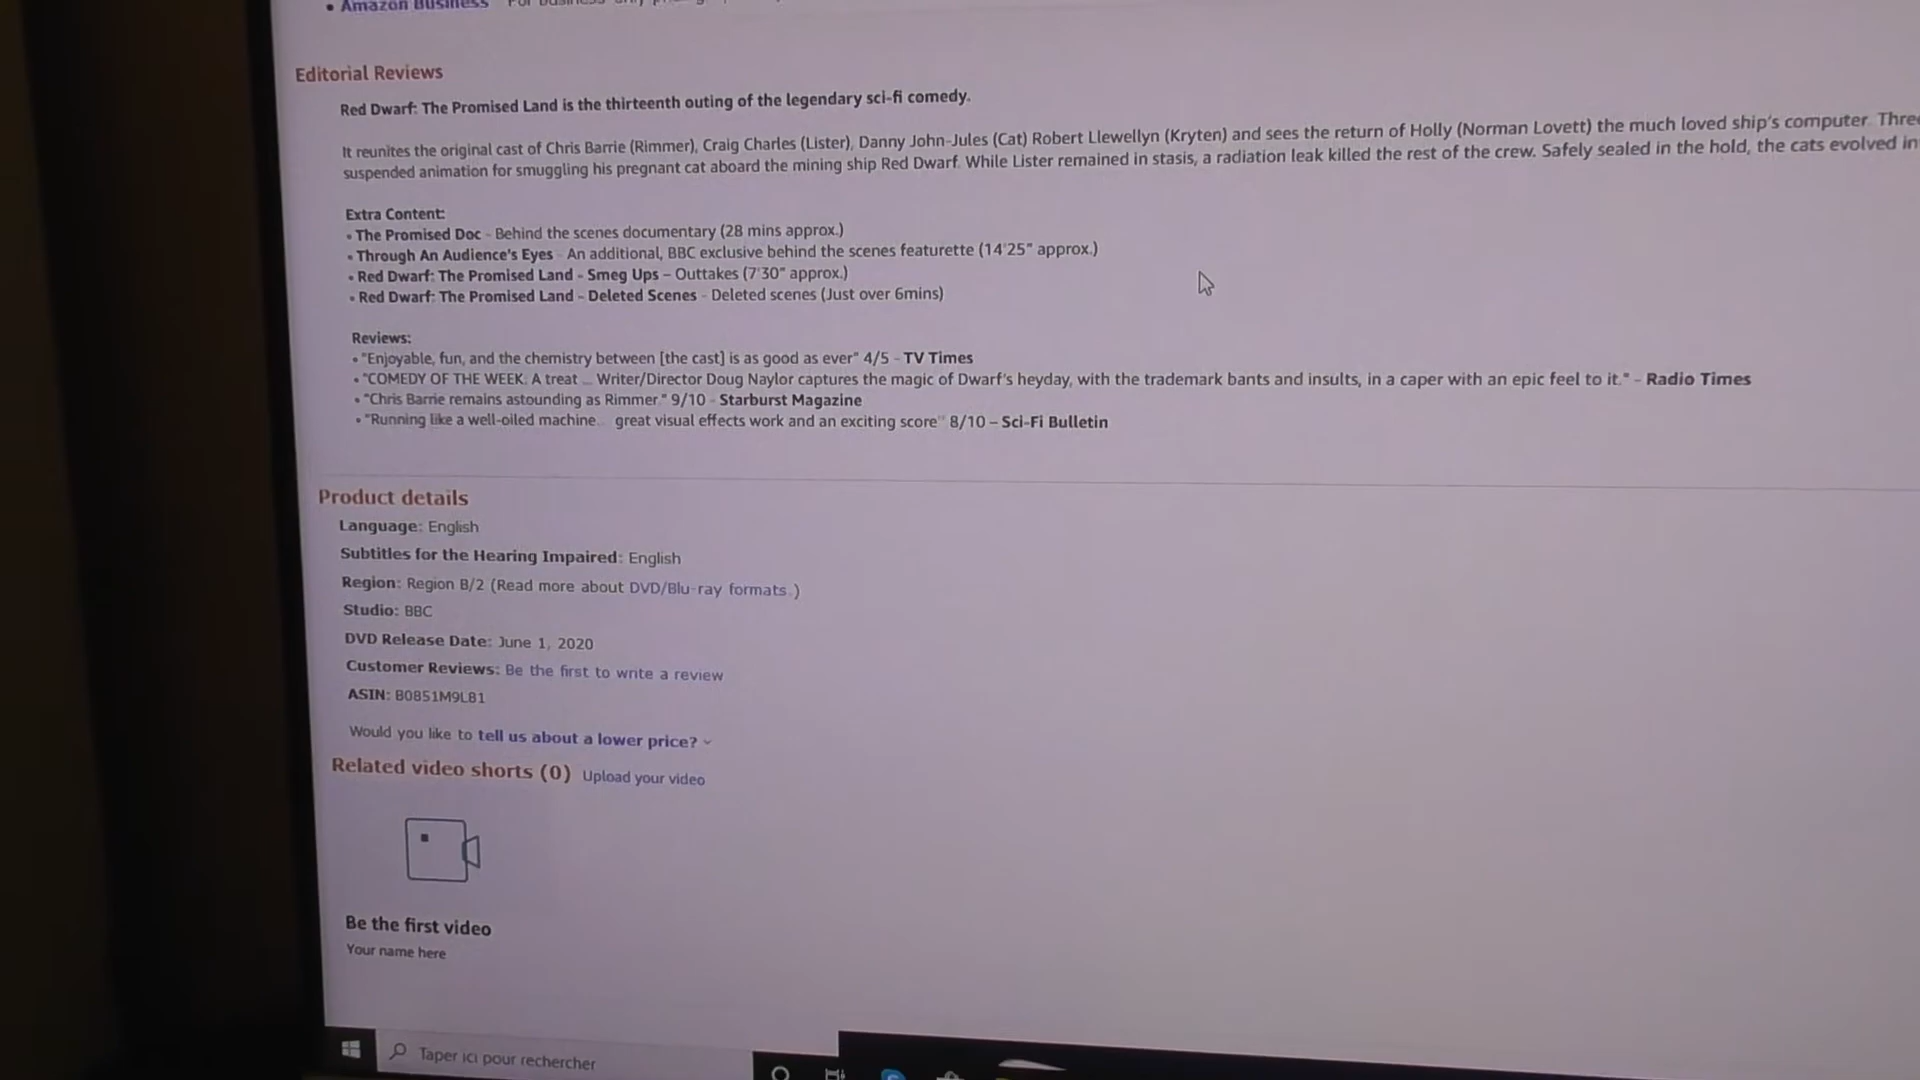 • Amazon Business
Editorial Reviews
Red Dwarf: The Promised Land is the thirteenth outing of the legendary sci-fi comedy.
It reunites the original cast of Chris Barrie (Rimmer), Craig Charles (Lister), Danny John-Jules (Cat) Robert Llewellyn (Kryten) and sees the return of Holly (Norman Lovett) the much loved ship's computer. Three
suspended animation for smuggling his pregnant cat aboard the mining ship Red Dwarf. While Lister remained in stasis, a radiation leak killed the rest of the crew. Safely sealed in the hold, the cats evolved in
Extra Content:
• The Promised Doc - Behind the scenes documentary (28 mins approx.)
• Through An Audience's Eyes - An additional, BBC exclusive behind the scenes featurette (14'25" approx.)
• Red Dwarf: The Promised Land - Smeg Ups – Outtakes (7'30" approx.)
• Red Dwarf: The Promised Land - Deleted Scenes - Deleted scenes (Just over 6mins)
Reviews:
• "Enjoyable, fun, and the chemistry between [the cast] is as good as ever" 4/5 - TV Times
• "COMEDY OF THE WEEK. A treat ... Writer/Director Doug Naylor captures the magic of Dwarf's heyday, with the trademark bants and insults, in a caper with an epic feel to it." - Radio Times
• "Chris Barrie remains astounding as Rimmer." 9/10 - Starburst Magazine
• "Running like a well-oiled machine... great visual effects work and an exciting score" 8/10 – Sci-Fi Bulletin
Product details
Language: English
Subtitles for the Hearing Impaired: English
Region: Region B/2 (Read more about DVD/Blu-ray formats.)
Studio: BBC
DVD Release Date: June 1, 2020
Customer Reviews: Be the first to write a review
ASIN: B0851M9L81
Would you like to tell us about a lower price?
Related video shorts (0) Upload your video
Be the first video
Your name here
Taper ici pour rechercher